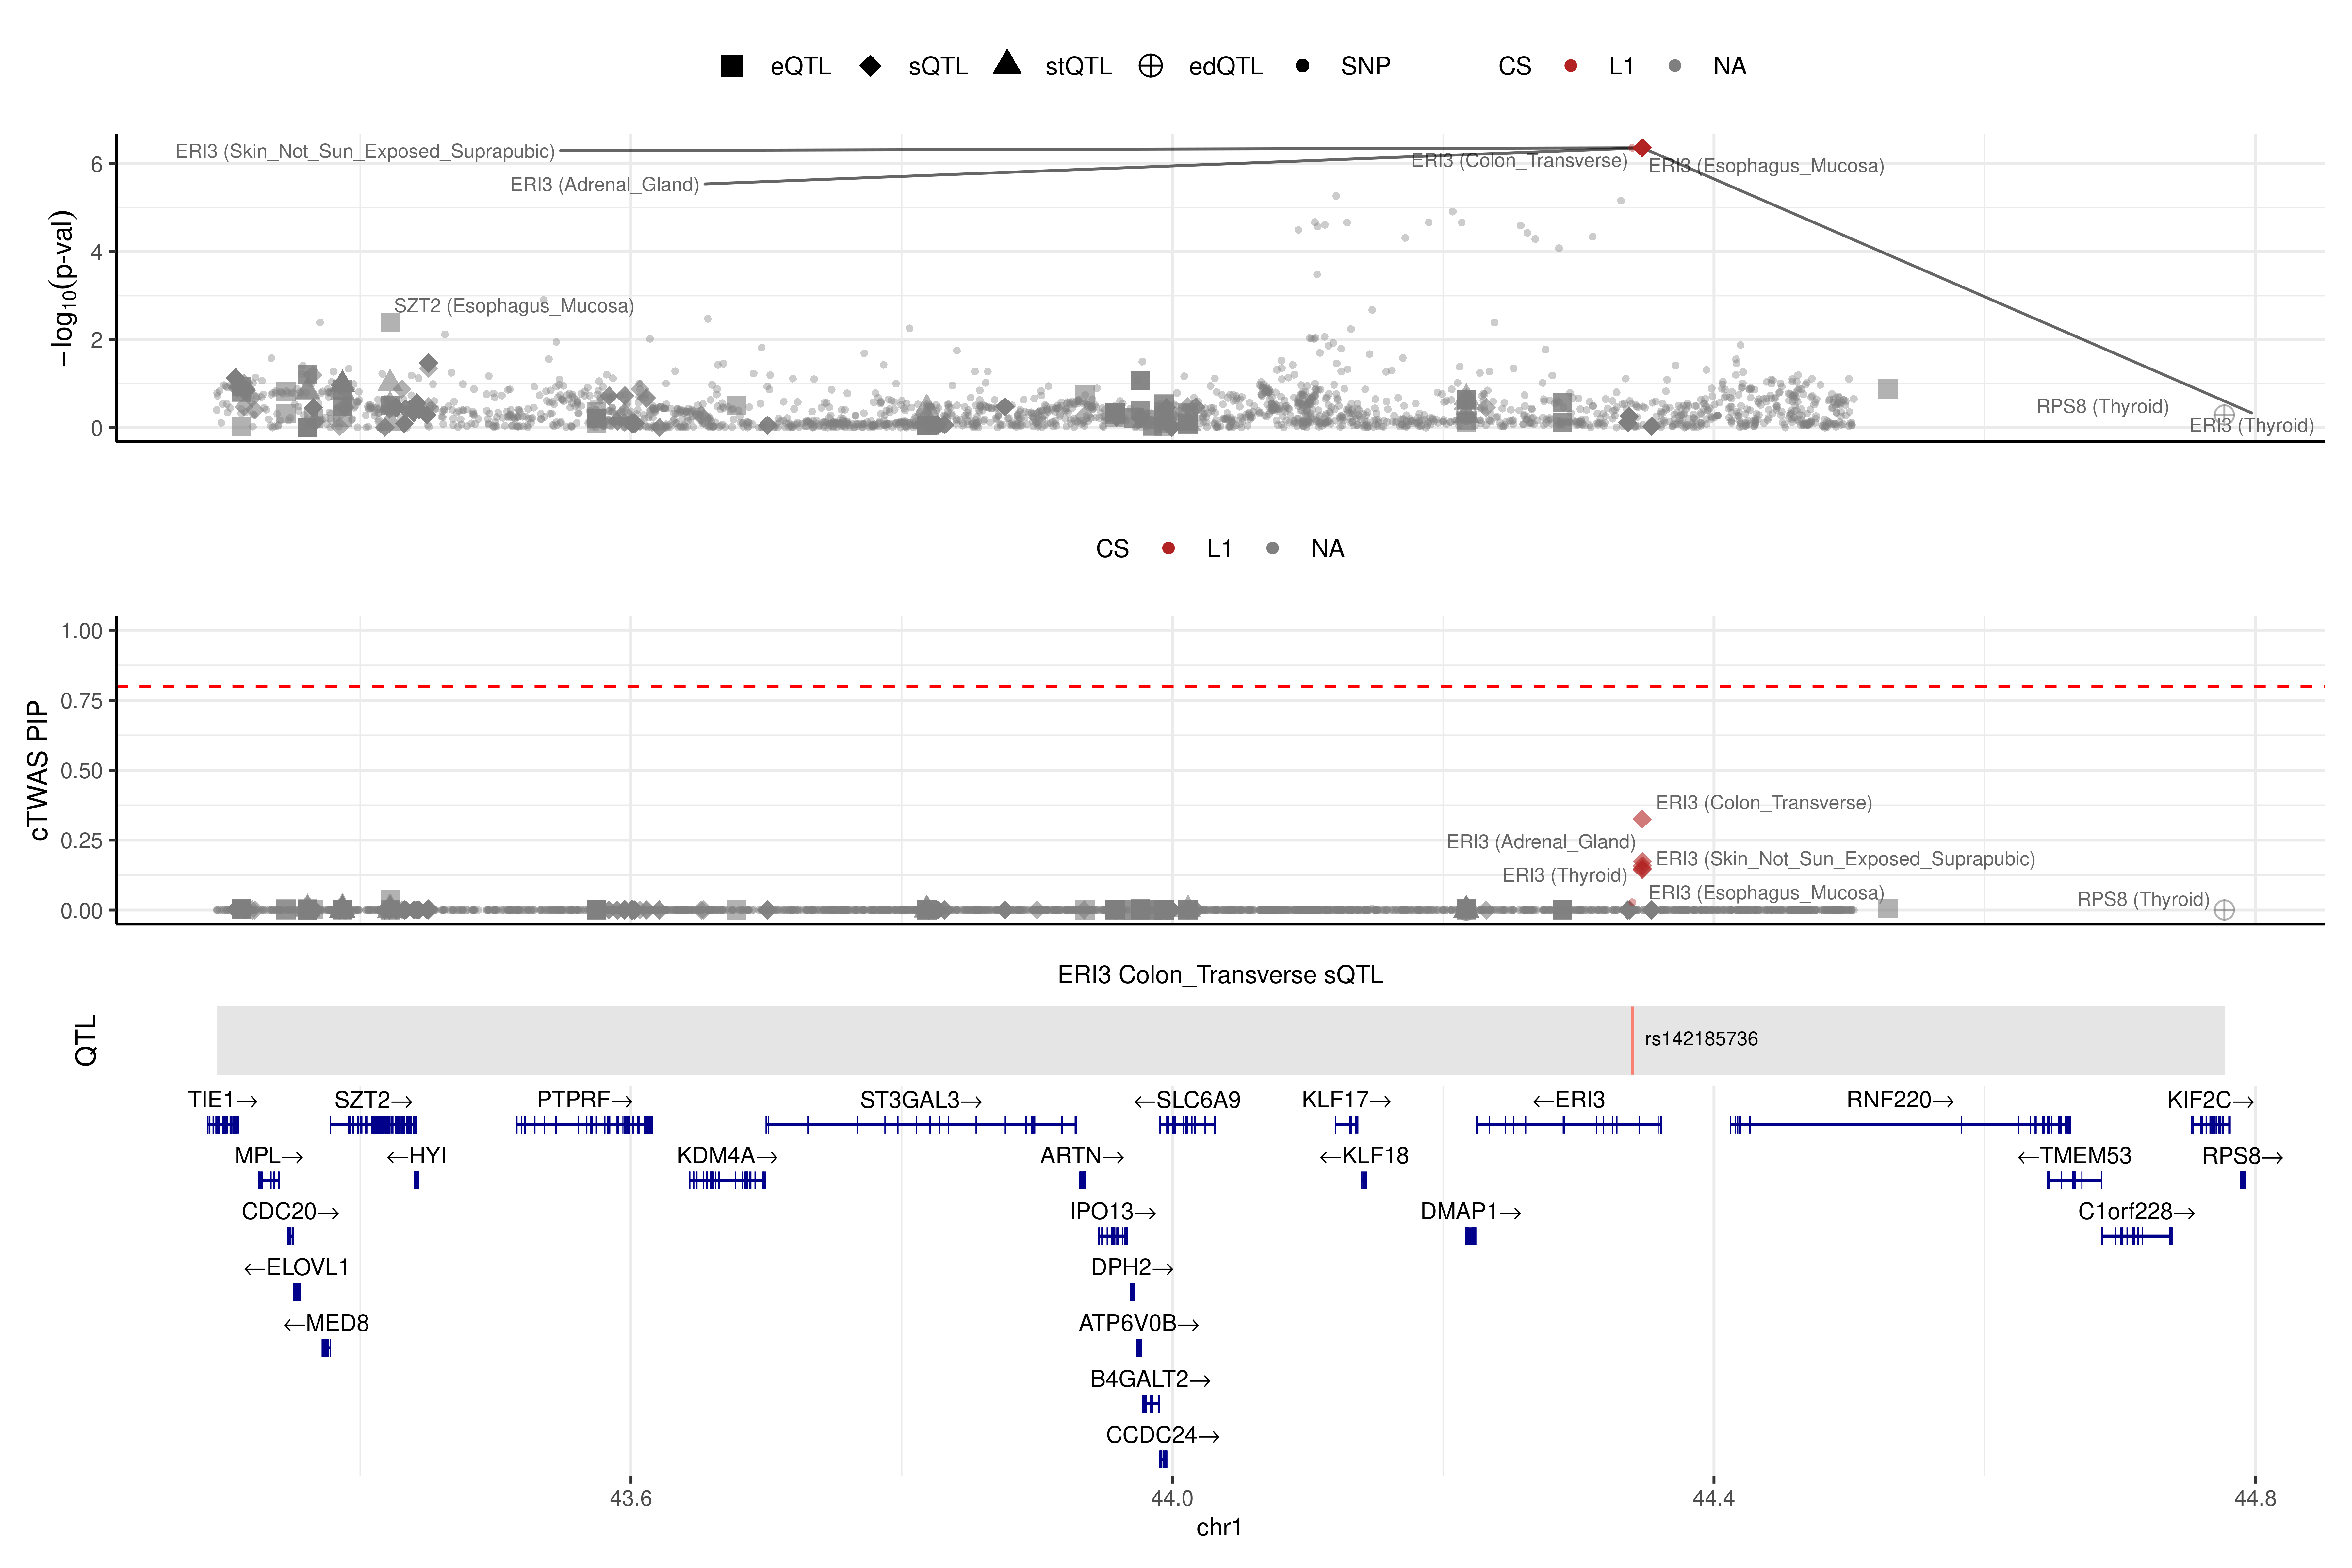 eQTL sQTL stQTL edQTL SNP CS L1 NA
−log10(p-val)
6
4
2
0
ERI3 (Skin_Not_Sun_Exposed_Suprapubic)
ERI3 (Adrenal_Gland)
ERI3 (Colon_Transverse)
ERI3 (Esophagus_Mucosa)
SZT2 (Esophagus_Mucosa)
RPS8 (Thyroid)
ERI3 (Thyroid)
CS L1 NA
cTWAS PIP
1.00
0.75
0.50
0.25
0.00
ERI3 (Colon_Transverse)
ERI3 (Adrenal_Gland)
ERI3 (Skin_Not_Sun_Exposed_Suprapubic)
ERI3 (Thyroid)
ERI3 (Esophagus_Mucosa)
RPS8 (Thyroid)
ERI3 Colon_Transverse sQTL
QTL
rs142185736
TIE1→ SZT2→ PTPRF→ ST3GAL3→ ←SLC6A9 KLF17→ ←ERI3 RNF220→ KIF2C→
MPL→ ←HYI KDM4A→ ARTN→ ←KLF18 ←TMEM53 RPS8→
CDC20→ IPO13→ DMAP1→ C1orf228→
←ELOVL1 DPH2→
←MED8 ATP6V0B→
B4GALT2→
CCDC24→
43.6 44.0 44.4 44.8
chr1